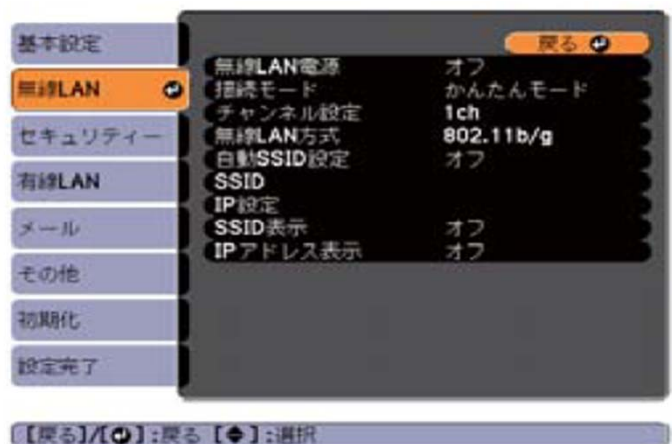 基本設定
無線LAN
セキュリティー
有線LAN
メール
その他
初期化
設定完了
戻る
無線LAN電源 オフ
接続モード かんたんモード
チャンネル設定 1ch
無線LAN方式 802.11b/g
自動SSID設定 オフ
SSID
IP設定
SSID表示 オフ
IPアドレス表示 オフ
【戻る】/【⏎】:戻る 【◆】:選択